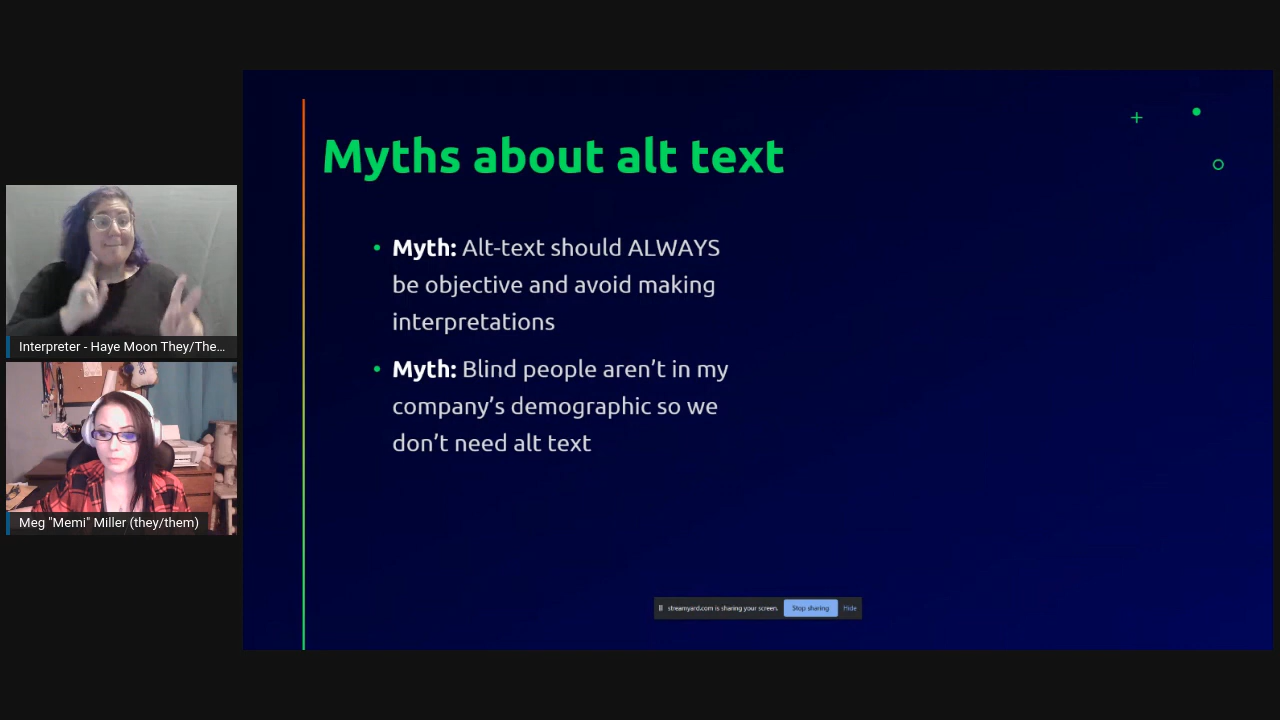 Myths about alt text
• Myth: Alt-text should ALWAYS
be objective and avoid making
interpretations
• Myth: Blind people aren’t in my
company’s demographic so we
don’t need alt text
Interpreter - Haye Moon They/The...
Meg "Memi" Miller (they/them)
streamyard.com is sharing your screen. Stop sharing Hide